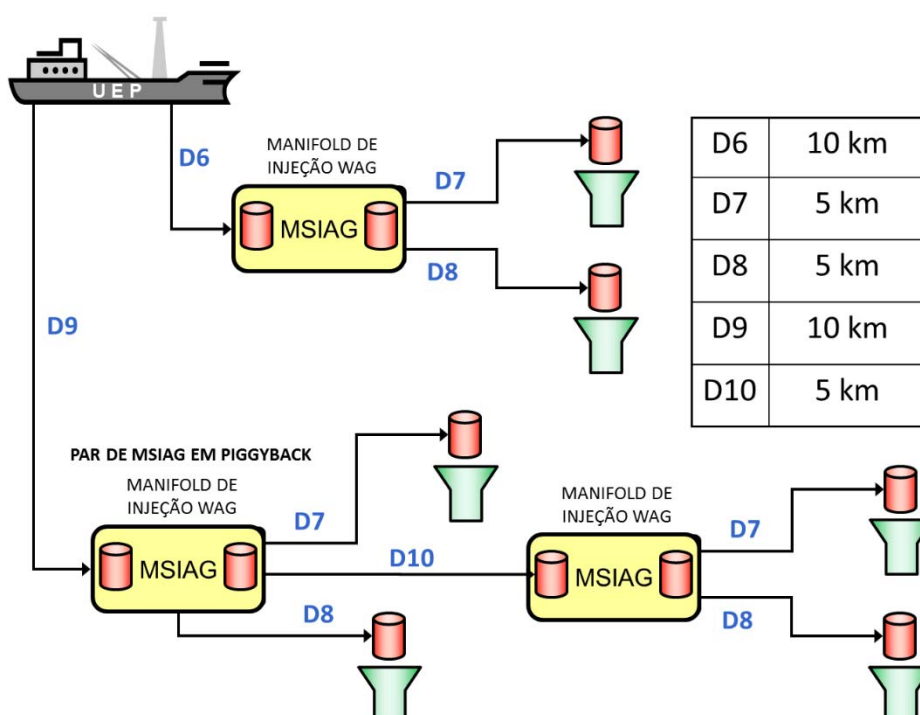 UEP
MANIFOLD DE
INJEÇÃO WAG
D6
D7
MSIAG
D8
D9
D6 10 km
D7 5 km
D8 5 km
D9 10 km
D10 5 km
PAR DE MSIAG EM PIGGYBACK
MANIFOLD DE
INJEÇÃO WAG
D7
MSIAG
D10
D8
MANIFOLD DE
INJEÇÃO WAG
D7
MSIAG
D8